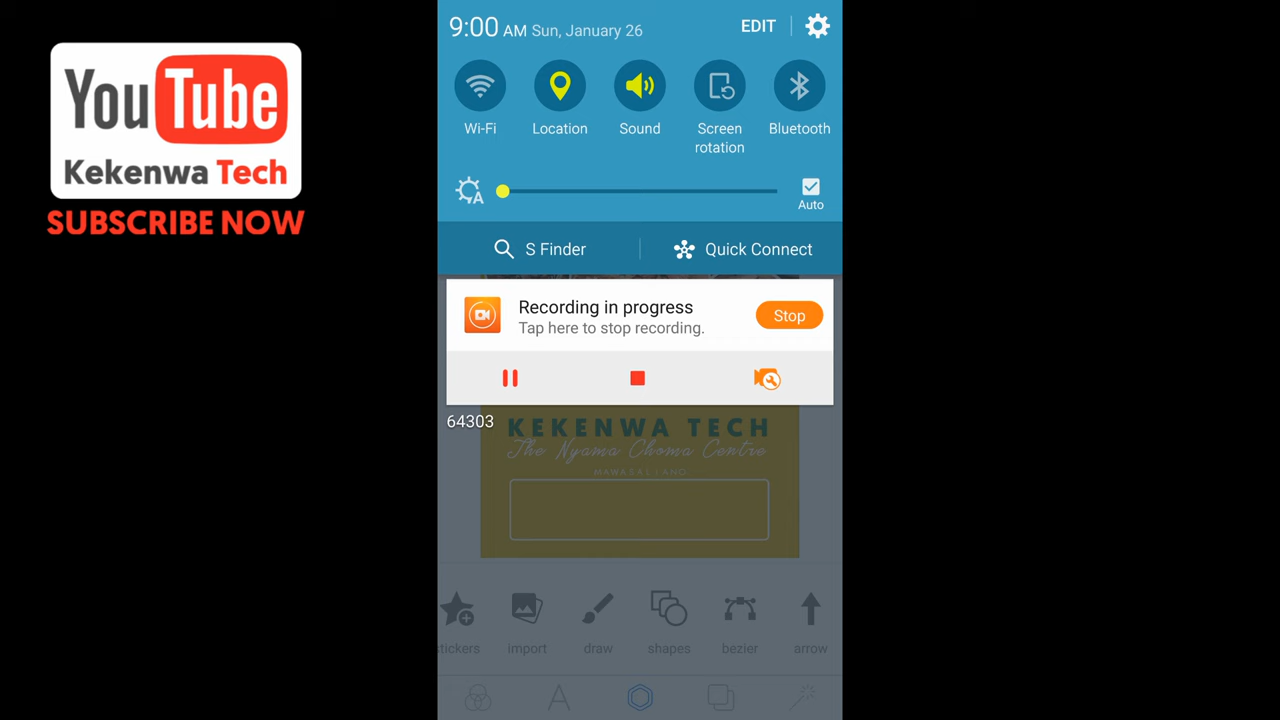 YouTube
Kekenwa Tech
SUBSCRIBE NOW
9:00 AM Sun, January 26
EDIT
Wi-Fi
Location
Sound
Screen
rotation
Bluetooth
A
Auto
S Finder
Quick Connect
Recording in progress
Tap here to stop recording.
Stop
64303
KEKENWA TECH
The Nyama Choma Centre
MAWASALIANO
stickers
import
draw
shapes
bezier
arrow
A